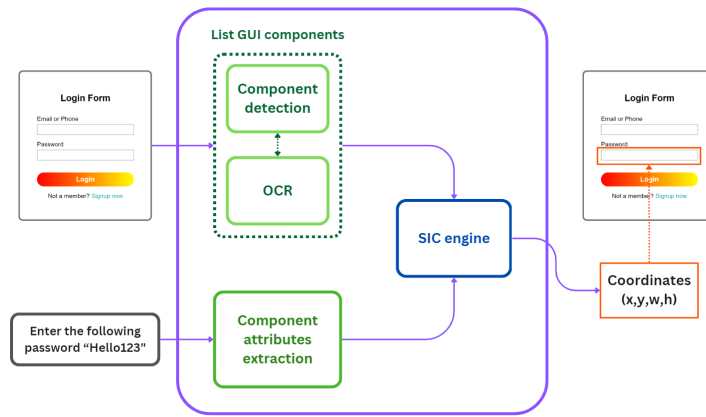 List GUI components
Login Form
Email or Phone
Password
Login
Not a member? Signup now
Component
detection
OCR
SIC engine
Login Form
Email or Phone
Password
Login
Not a member? Signup now
Coordinates
(x,y,w,h)
Enter the following
password “Hello123"
Component
attributes
extraction